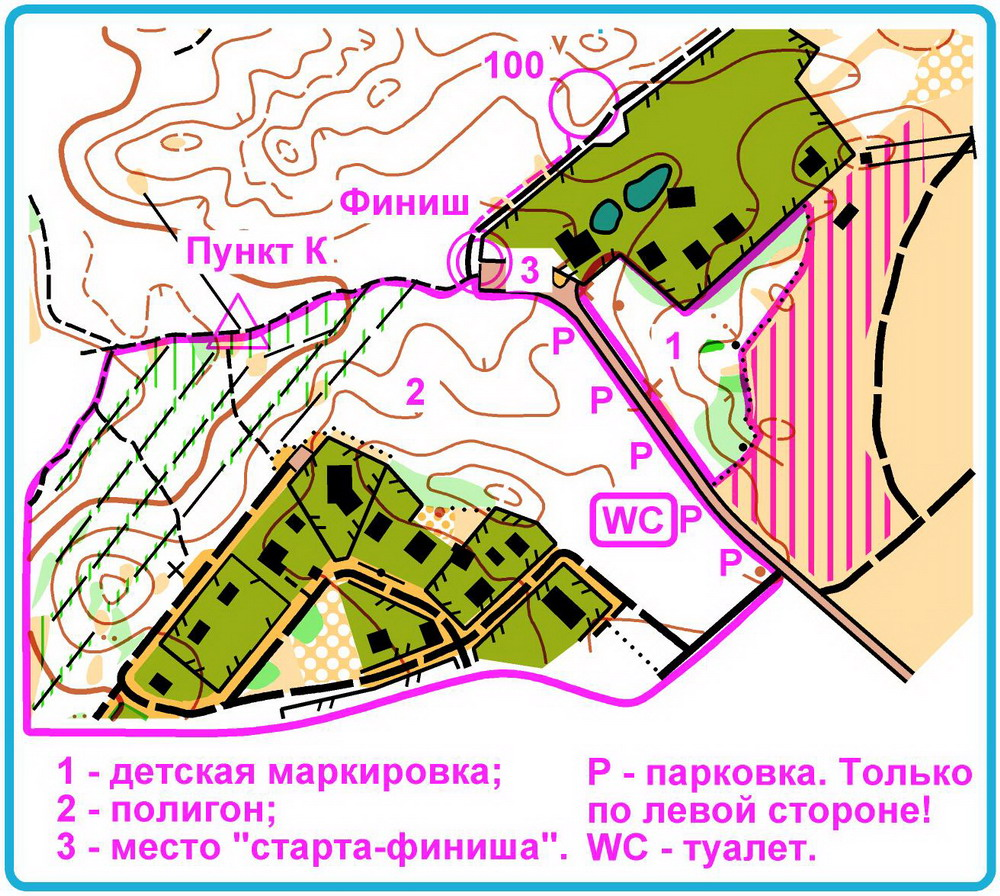 100
Финиш
Пункт К
3
Р
1
2
Р
Р
WC Р
Р
1 - детская маркировка;
2 - полигон;
3 - место "старта-финиша".
Р - парковка. Только
по левой стороне!
WC - туалет.